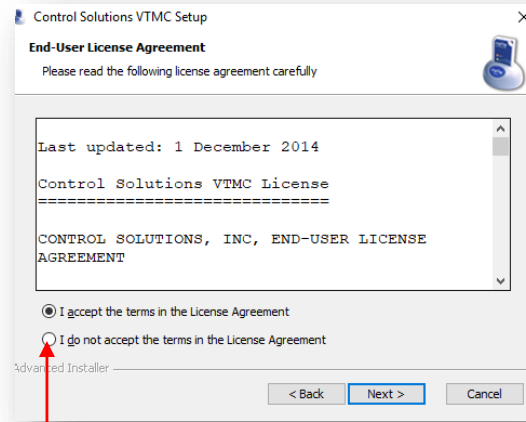 Control Solutions VTMC Setup
End-User License Agreement
Please read the following license agreement carefully
Last updated: 1 December 2014
Control Solutions VTMC License
==============================
CONTROL SOLUTIONS, INC, END-USER LICENSE
AGREEMENT
I accept the terms in the License Agreement
I do not accept the terms in the License Agreement
Advanced Installer
< Back Next > Cancel